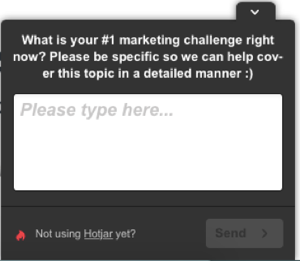 What is your #1 marketing challenge right
now? Please be specific so we can help cov-
er this topic in a detailed manner :)
Please type here...
Not using Hotjar yet?
Send